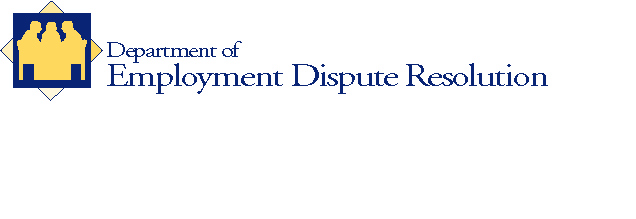 Department of
Employment Dispute Resolution